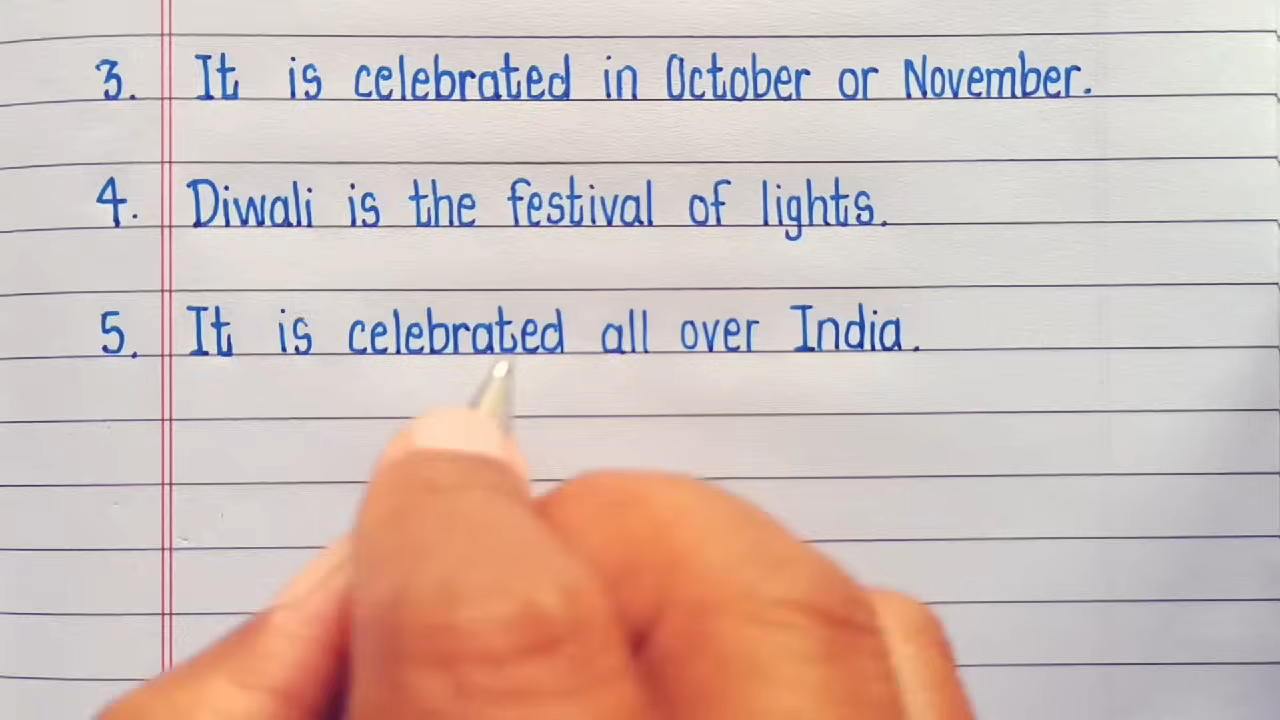 3. It is celebrated in October or November.
4. Diwali is the festival of lights.
5. It is celebrated all over India.